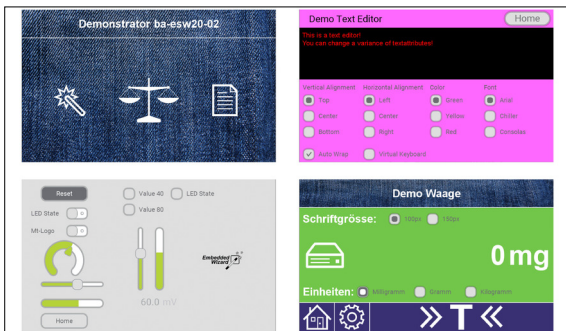 Demonstrator ba-esw20-02
Demo Text Editor
Home
This is a text editor!
You can change a variance of textattributes!
Vertical Alignment Horizontal Alignment Color Font
Top Left Green Arial
Center Center Yellow Chiller
Bottom Right Red Consolas
Auto Wrap Virtual Keyboard
Reset
Value 40 LED State
Value 80
LED State
Mt-Logo
Embedded
Wizard
60.0 mV
Home
Demo Waage
Schriftgrösse: 100px 150px
0 mg
Einheiten: Milligramm Gramm Kilogramm
T